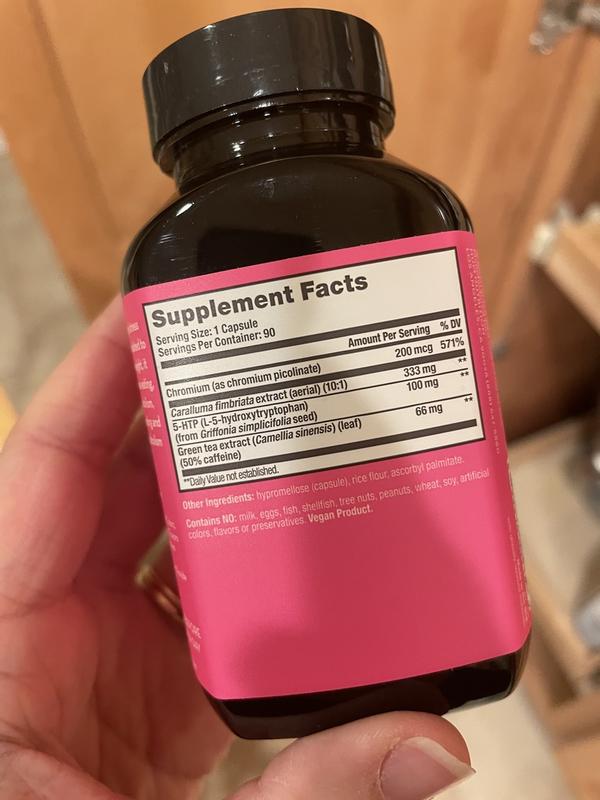 Supplement Facts
Serving Size: 1 Capsule
Servings Per Container: 90
Amount Per Serving % DV
Chromium (as chromium picolinate) 200 mcg 571%
Caralluma fimbriata extract (aerial) (10:1) 333 mg **
5-HTP (L-5-hydroxytryptophan) 100 mg **
(from Griffonia simplicifolia seed)
Green tea extract (Camellia sinensis) (leaf) 66 mg **
(50% caffeine)
**Daily Value not established.
Other Ingredients: hypromellose (capsule), rice flour, ascorbyl palmitate.
Contains NO: milk, eggs, fish, shellfish, tree nuts, peanuts, wheat, soy, artificial
colors, flavors or preservatives. Vegan Product.